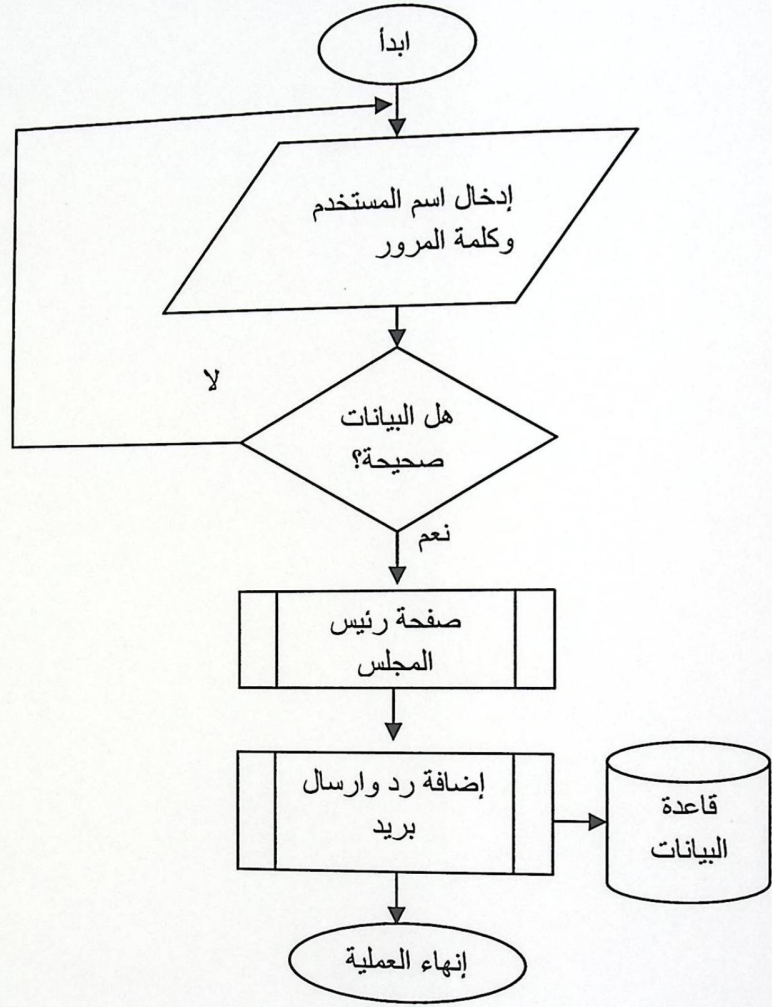 ابدأ
إدخال اسم المستخدم
وكلمة المرور
لا
هل البيانات
صحيحة؟
نعم
صفحة رئيس
المجلس
إضافة رد وارسال
بريد
قاعدة
البيانات
إنهاء العملية